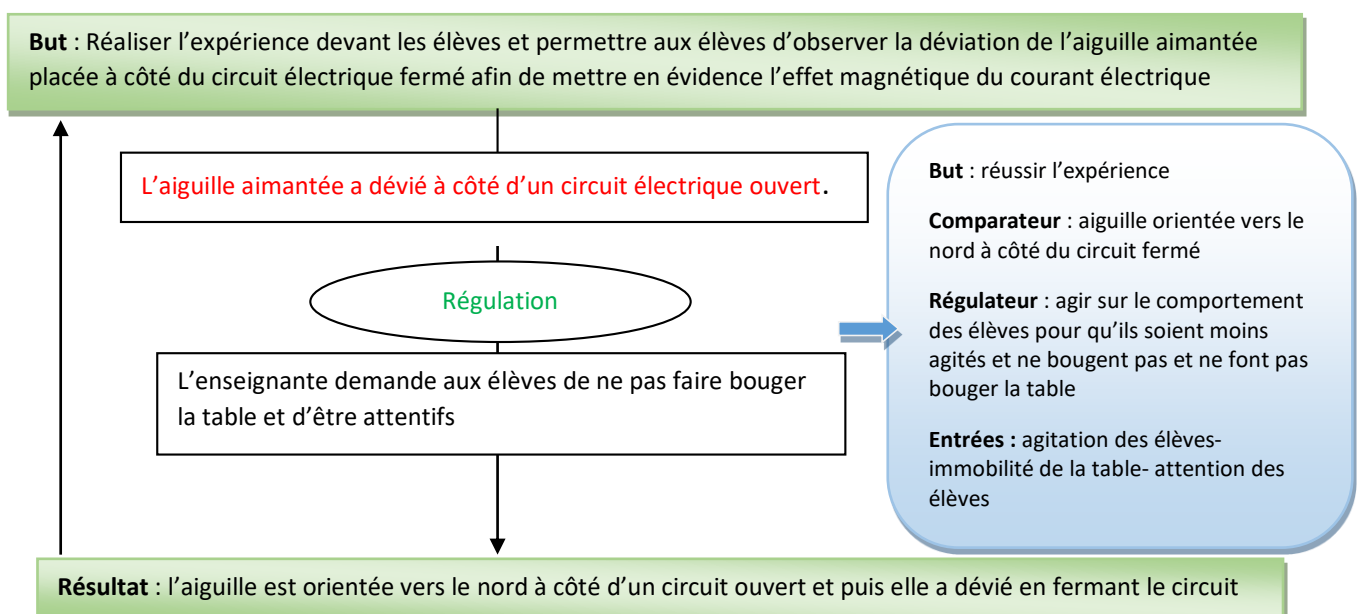 But : Réaliser l’expérience devant les élèves et permettre aux élèves d’observer la déviation de l’aiguille aimantée
placée à côté du circuit électrique fermé afin de mettre en évidence l’effet magnétique du courant électrique
L’aiguille aimantée a dévié à côté d’un circuit électrique ouvert.
Régulation
L’enseignante demande aux élèves de ne pas faire bouger
la table et d’être attentifs
But : réussir l’expérience
Comparateur : aiguille orientée vers le
nord à côté du circuit fermé
Régulateur : agir sur le comportement
des élèves pour qu’ils soient moins
agités et ne bougent pas et ne font pas
bouger la table
Entrées : agitation des élèves-
immobilité de la table- attention des
élèves
Résultat : l’aiguille est orientée vers le nord à côté d’un circuit ouvert et puis elle a dévié en fermant le circuit